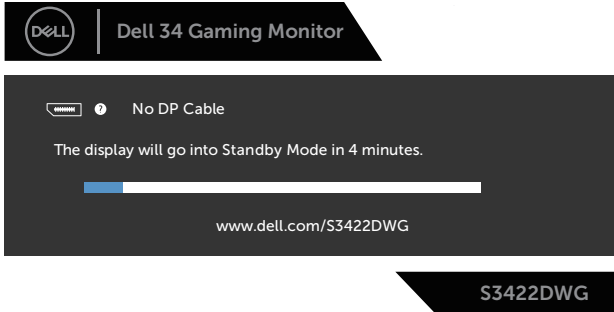 DELL
Dell 34 Gaming Monitor
? No DP Cable
The display will go into Standby Mode in 4 minutes.
www.dell.com/S3422DWG
S3422DWG